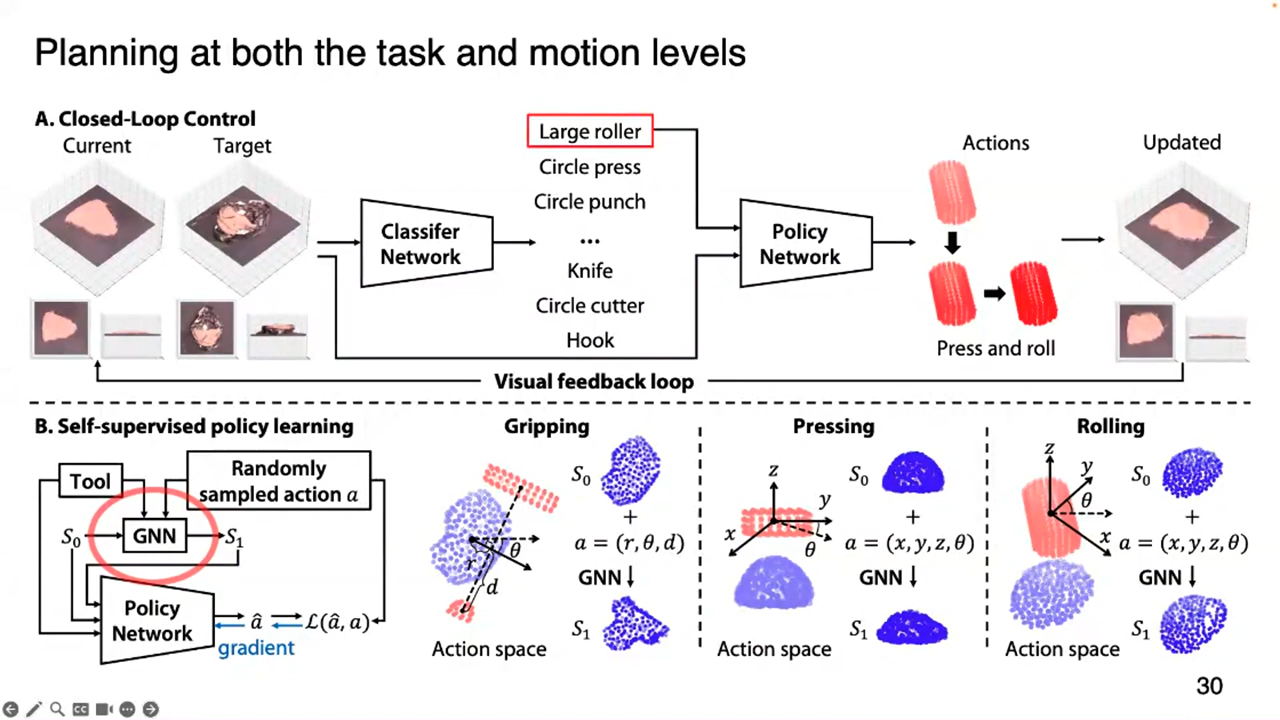 Planning at both the task and motion levels
A. Closed-Loop Control
Current
Target
Classifer
Network
Large roller
Circle press
Circle punch
...
Knife
Circle cutter
Hook
Policy
Network
Actions
Press and roll
Updated
Visual feedback loop
B. Self-supervised policy learning
Tool
Randomly
sampled action a
S₀
GNN
S₁
Policy
Network
â
ℒ(â, a)
gradient
Gripping
θ
r
d
Action space
S₀
+
a = (r, θ, d)
GNN
S₁
Pressing
z
y
x
θ
Action space
S₀
+
a = (x, y, z, θ)
GNN
S₁
Rolling
z
y
θ
x
Action space
S₀
+
a = (x, y, z, θ)
GNN
S₁
30
CC